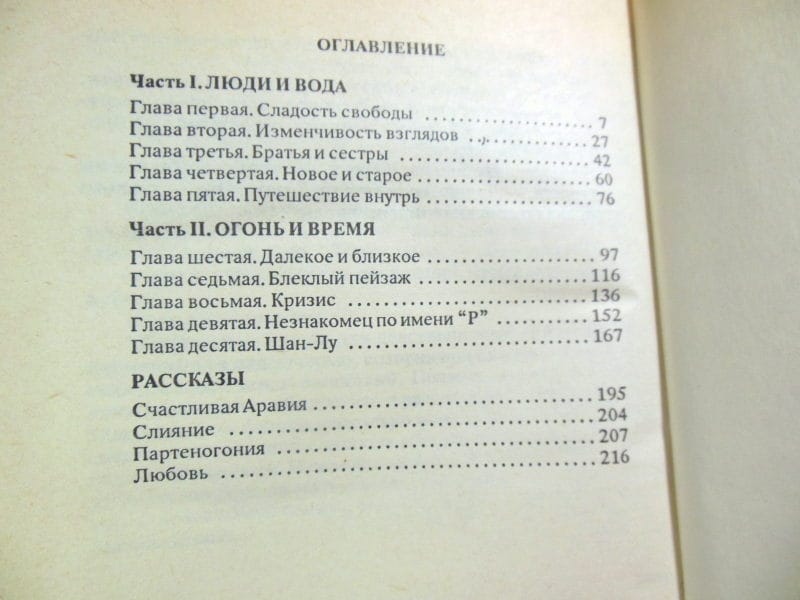 ОГЛАВЛЕНИЕ
Часть I. ЛЮДИ И ВОДА
Глава первая. Сладость свободы .................... 7
Глава вторая. Изменчивость взглядов .............. 27
Глава третья. Братья и сестры ...................... 42
Глава четвертая. Новое и старое .................... 60
Глава пятая. Путешествие внутрь ................... 76
Часть II. ОГОНЬ И ВРЕМЯ
Глава шестая. Далекое и близкое .................... 97
Глава седьмая. Блеклый пейзаж .................... 116
Глава восьмая. Кризис ............................. 136
Глава девятая. Незнакомец по имени “Р” ........... 152
Глава десятая. Шан-Лу ............................. 167
РАССКАЗЫ
Счастливая Аравия ................................ 195
Слияние .......................................... 204
Партеногония ..................................... 207
Любовь ........................................... 216